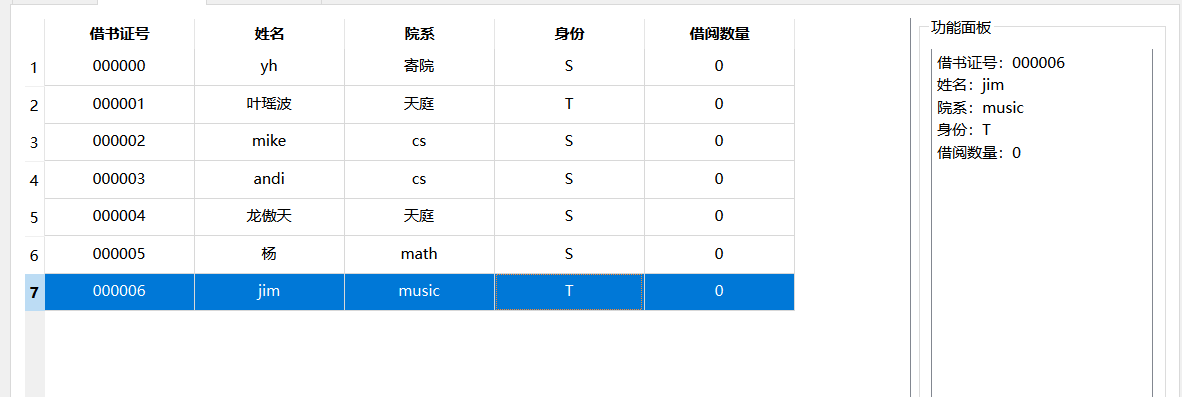 借书证号 姓名 院系 身份 借阅数量
1 000000 yh 寄院 S 0
2 000001 叶瑶波 天庭 T 0
3 000002 mike cs S 0
4 000003 andi cs S 0
5 000004 龙傲天 天庭 S 0
6 000005 杨 math S 0
7 000006 jim music T 0
功能面板
借书证号：000006
姓名：jim
院系：music
身份：T
借阅数量：0